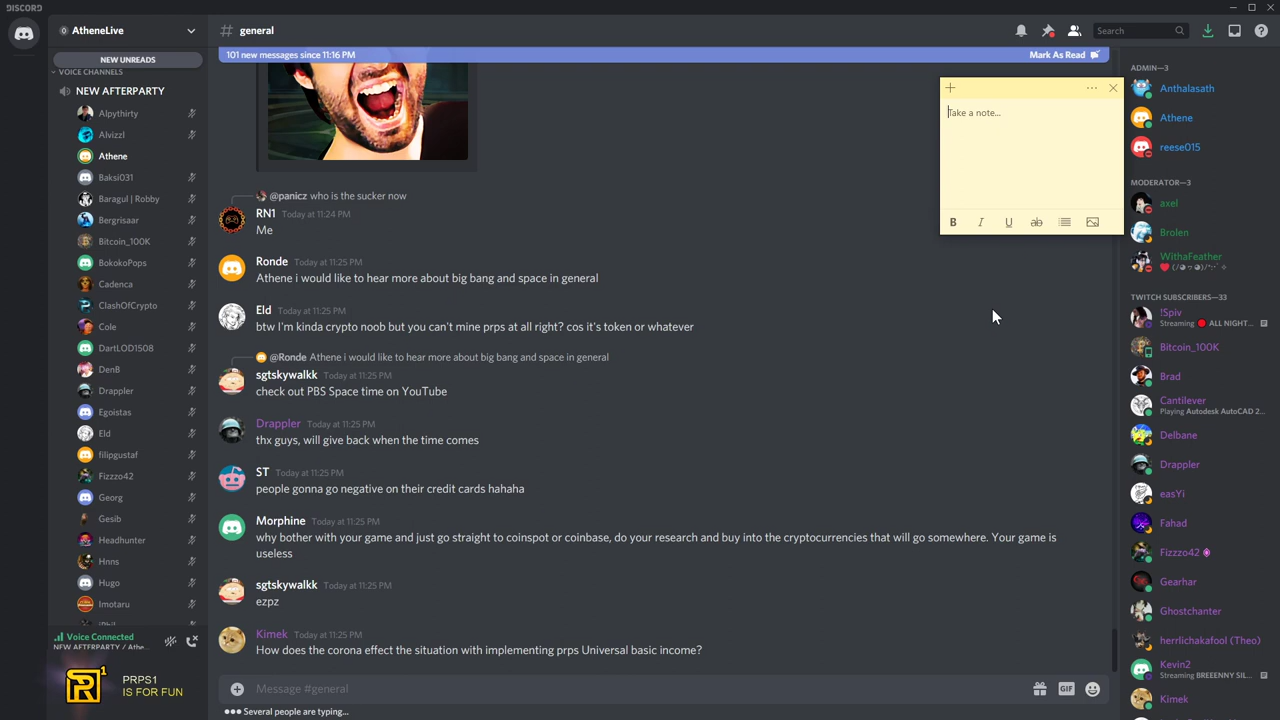 DISCORD
AtheneLive
general
Search
NEW UNREADS
VOICE CHANNELS
NEW AFTERPARTY
Alpythirty
Alvizzl
Athene
Baksi031
Baragul | Robby
Bergrisaar
Bitcoin_100K
BokokoPops
Cadenca
ClashOfCrypto
Cole
DartLOD1508
DenB
Drappler
Egoistas
Eld
filipgustaf
Fizzzo42
Georg
Gesib
Headhunter
Hnns
Hugo
Imotaru
Voice Connected
NEW AFTERPARTY / Athe...
PRPS1
IS FOR FUN
101 new messages since 11:16 PM
Mark As Read
@panicz who is the sucker now
RN1 Today at 11:24 PM
Me
Ronde Today at 11:25 PM
Athene i would like to hear more about big bang and space in general
Eld Today at 11:25 PM
btw I'm kinda crypto noob but you can't mine prps at all right? cos it's token or whatever
@Ronde Athene i would like to hear more about big bang and space in general
sgtskywalkk Today at 11:25 PM
check out PBS Space time on YouTube
Drappler Today at 11:25 PM
thx guys, will give back when the time comes
ST Today at 11:25 PM
people gonna go negative on their credit cards hahaha
Morphine Today at 11:25 PM
why bother with your game and just go straight to coinspot or coinbase, do your research and buy into the cryptocurrencies that will go somewhere. Your game is
useless
sgtskywalkk Today at 11:25 PM
ezpz
Kimek Today at 11:25 PM
How does the corona effect the situation with implementing prps Universal basic income?
Message #general
GIF
Several people are typing...
Take a note...
B I U ab
ADMIN—3
Anthalasath
Athene
reese015
MODERATOR—3
axel
Brolen
WithaFeather
TWITCH SUBSCRIBERS—33
!Spiv
Streaming 🔴 ALL NIGHT...
Bitcoin_100K
Brad
Cantilever
Playing Autodesk AutoCAD 2...
Delbane
Drappler
easYi
Fahad
Fizzzo42
Gearhar
Ghostchanter
herrlichakafool (Theo)
Kevin2
Streaming BREEENNY SIL...
Kimek